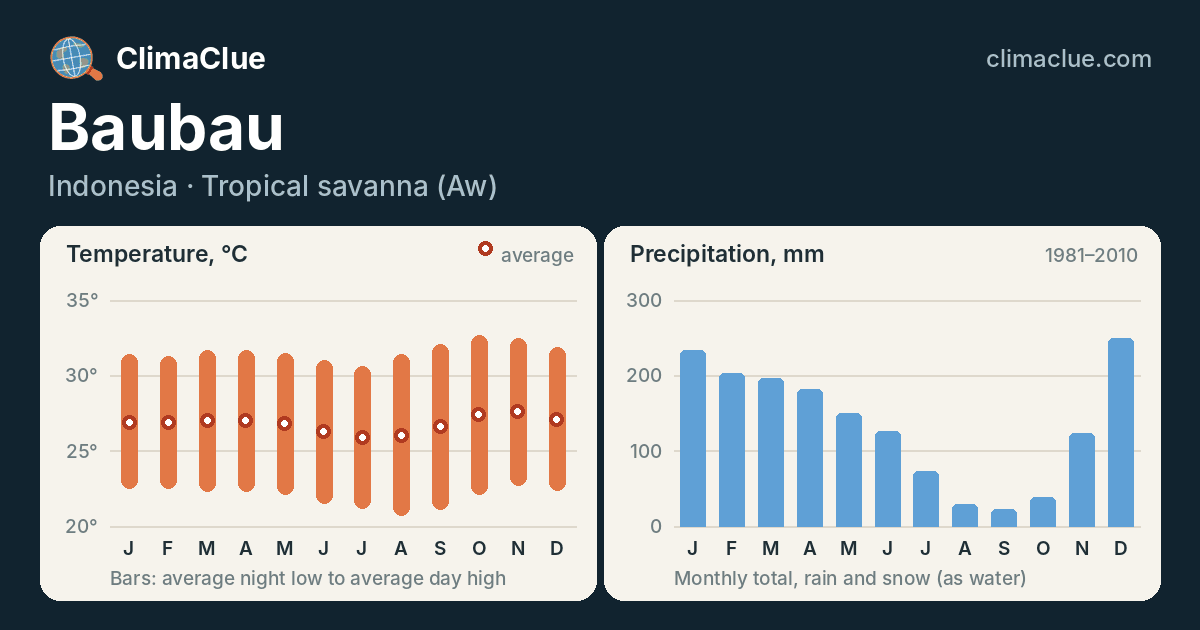 ClimaClue
climaclue.com
Baubau
Indonesia · Tropical savanna (Aw)
Temperature, °C
average
35°
30°
25°
20°
J F M A M J J A S O N D
Bars: average night low to average day high
Precipitation, mm
1981–2010
300
200
100
0
J F M A M J J A S O N D
Monthly total, rain and snow (as water)